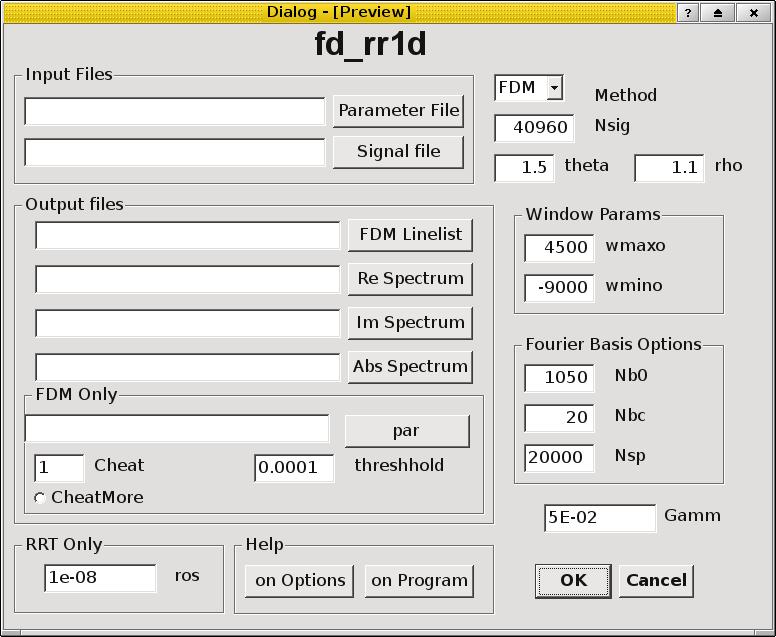 Dialog - [Preview]
?
fd_rr1d
Input Files
Parameter File
Signal file
FDM
Method
40960 Nsig
1.5 theta 1.1 rho
Output files
FDM Linelist
Re Spectrum
Im Spectrum
Abs Spectrum
FDM Only
par
1 Cheat 0.0001 threshhold
CheatMore
Window Params
4500 wmaxo
-9000 wmino
Fourier Basis Options
1050 Nb0
20 Nbc
20000 Nsp
5E-02 Gamm
RRT Only
1e-08 ros
Help
on Options on Program
OK Cancel